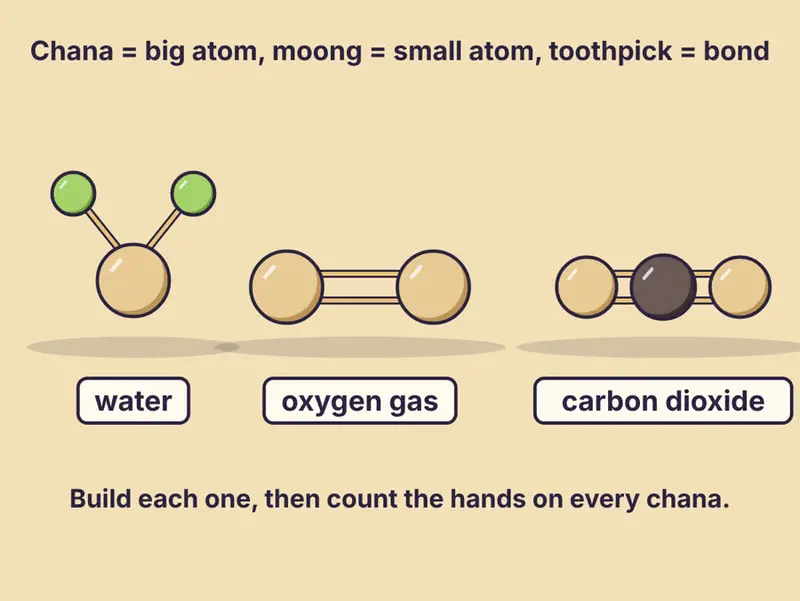 Chana = big atom, moong = small atom, toothpick = bond
water
oxygen gas
carbon dioxide
Build each one, then count the hands on every chana.